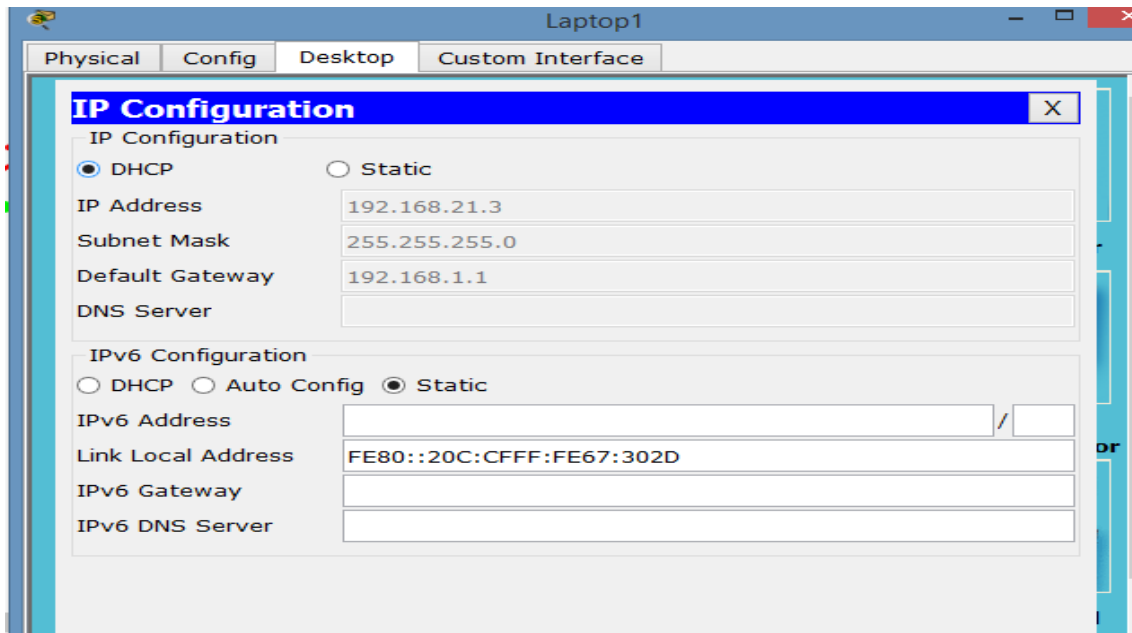 Laptop1
Physical Config Desktop Custom Interface
IP Configuration X
IP Configuration
DHCP Static
IP Address 192.168.21.3
Subnet Mask 255.255.255.0
Default Gateway 192.168.1.1
DNS Server
IPv6 Configuration
DHCP Auto Config Static
IPv6 Address /
Link Local Address FE80::20C:CFFF:FE67:302D
IPv6 Gateway
IPv6 DNS Server